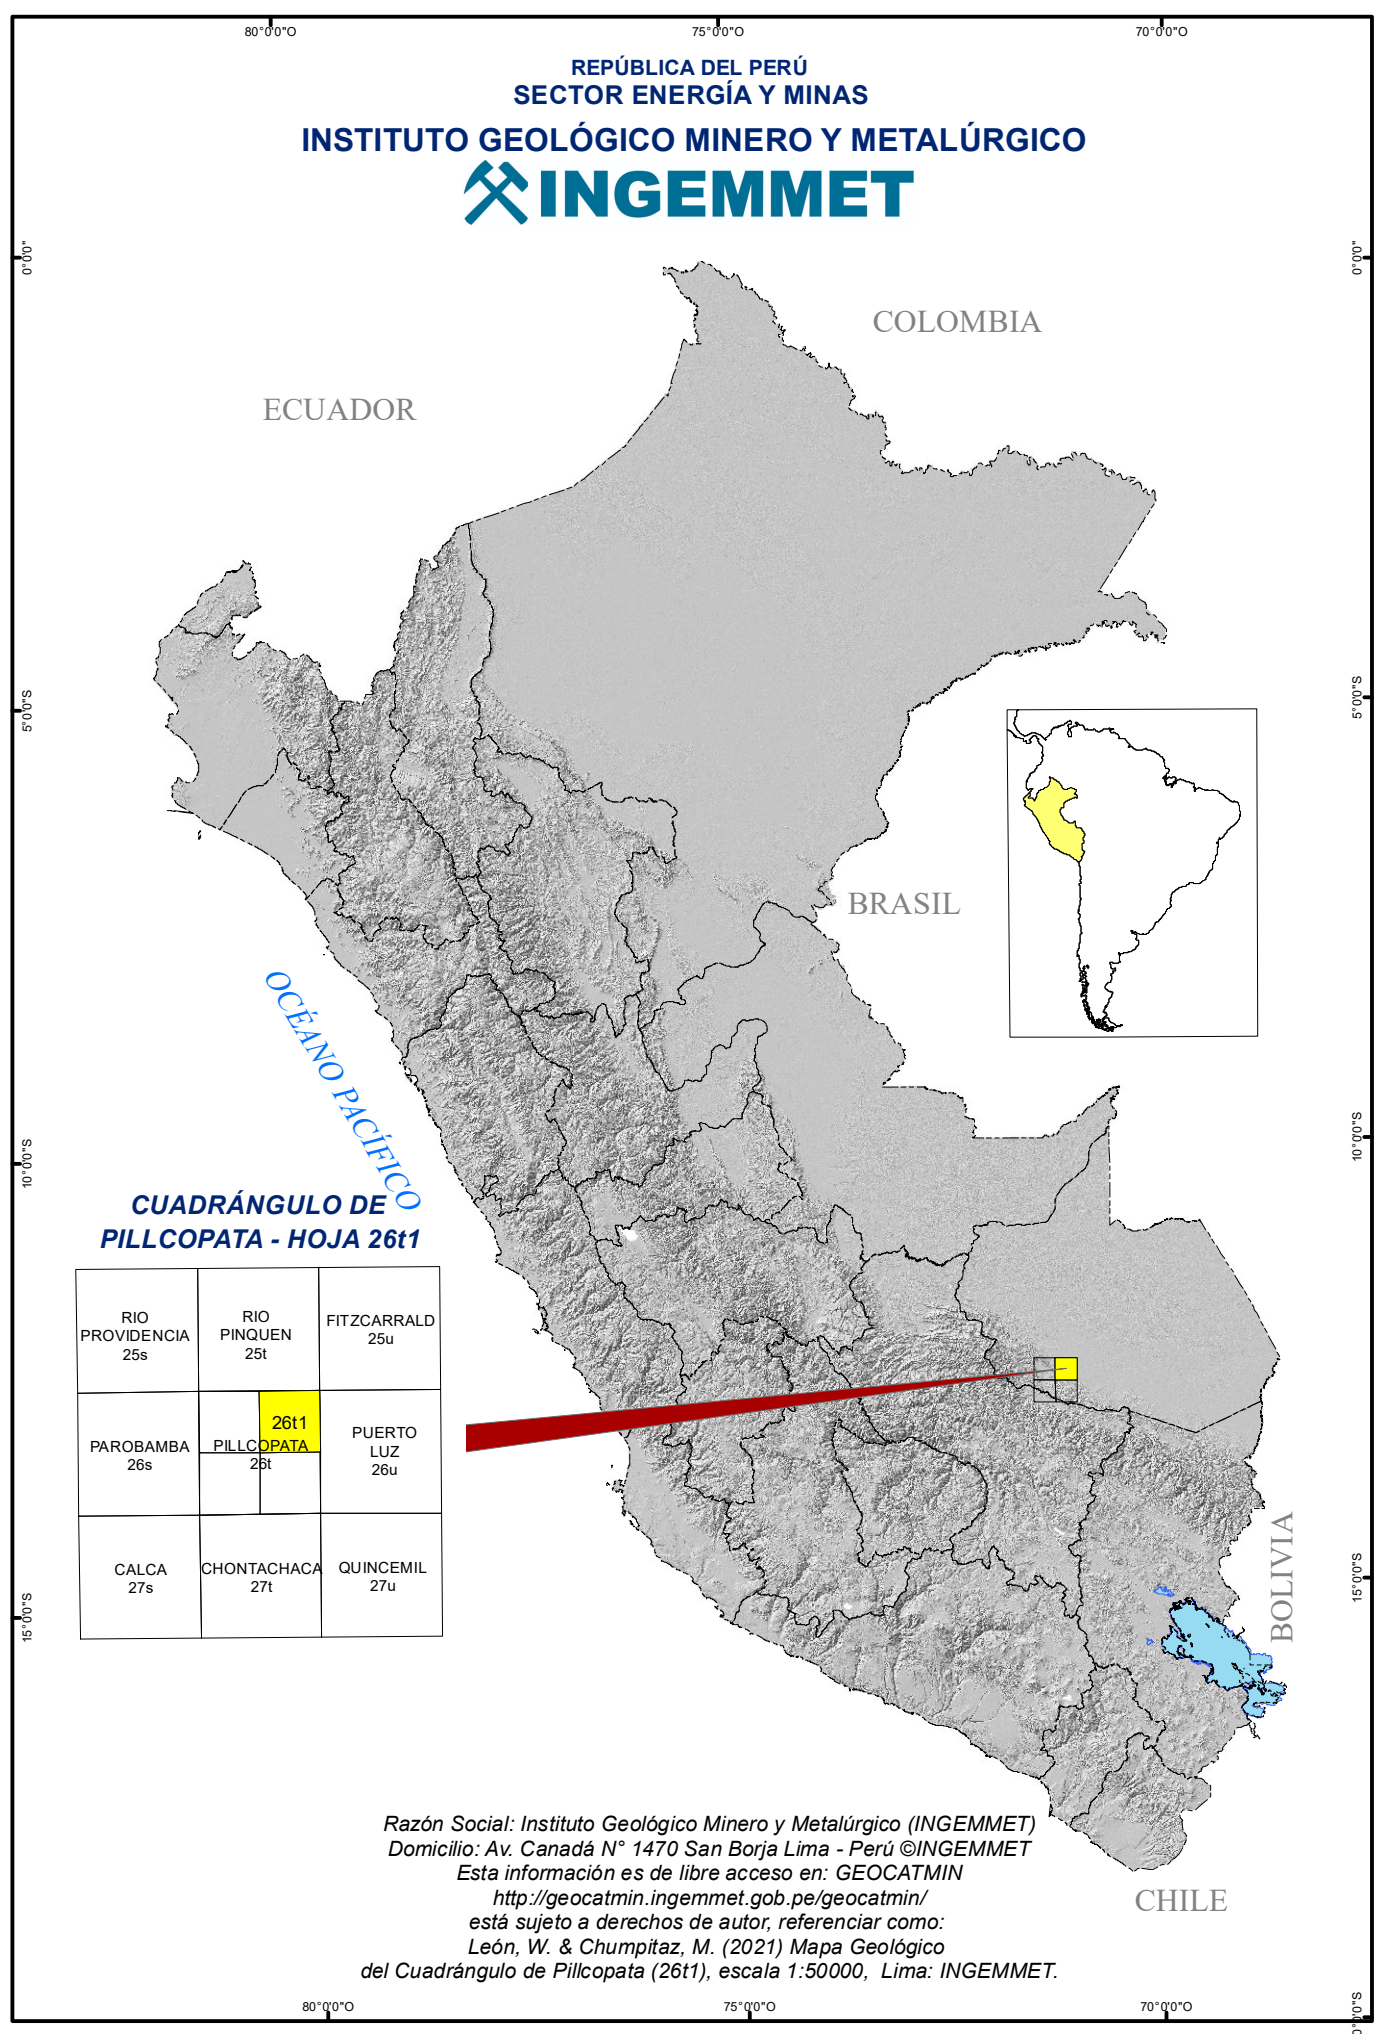 80°0'0"O
75°0'0"O
70°0'0"O
REPÚBLICA DEL PERÚ
SECTOR ENERGÍA Y MINAS
INSTITUTO GEOLÓGICO MINERO Y METALÚRGICO
INGEMMET
0°0'0"
0°0'0"
COLOMBIA
ECUADOR
5°0'0"S
5°0'0"S
BRASIL
OCÉANO PACÍFICO
10°0'0"S
10°0'0"S
CUADRÁNGULO DE
PILLCOPATA - HOJA 26t1
RIO
PROVIDENCIA
25s
RIO
PINQUEN
25t
FITZCARRALD
25u
PAROBAMBA
26s
26t1
PILLCOPATA
26t
PUERTO
LUZ
26u
CALCA
27s
CHONTACHACA
27t
QUINCEMIL
27u
BOLIVIA
15°0'0"S
15°0'0"S
Razón Social: Instituto Geológico Minero y Metalúrgico (INGEMMET)
Domicilio: Av. Canadá N° 1470 San Borja Lima - Perú ©INGEMMET
Esta información es de libre acceso en: GEOCATMIN
http://geocatmin.ingemmet.gob.pe/geocatmin/
está sujeto a derechos de autor, referenciar como:
León, W. & Chumpitaz, M. (2021) Mapa Geológico
del Cuadrángulo de Pillcopata (26t1), escala 1:50000, Lima: INGEMMET.
CHILE
80°0'0"O
75°0'0"O
70°0'0"O